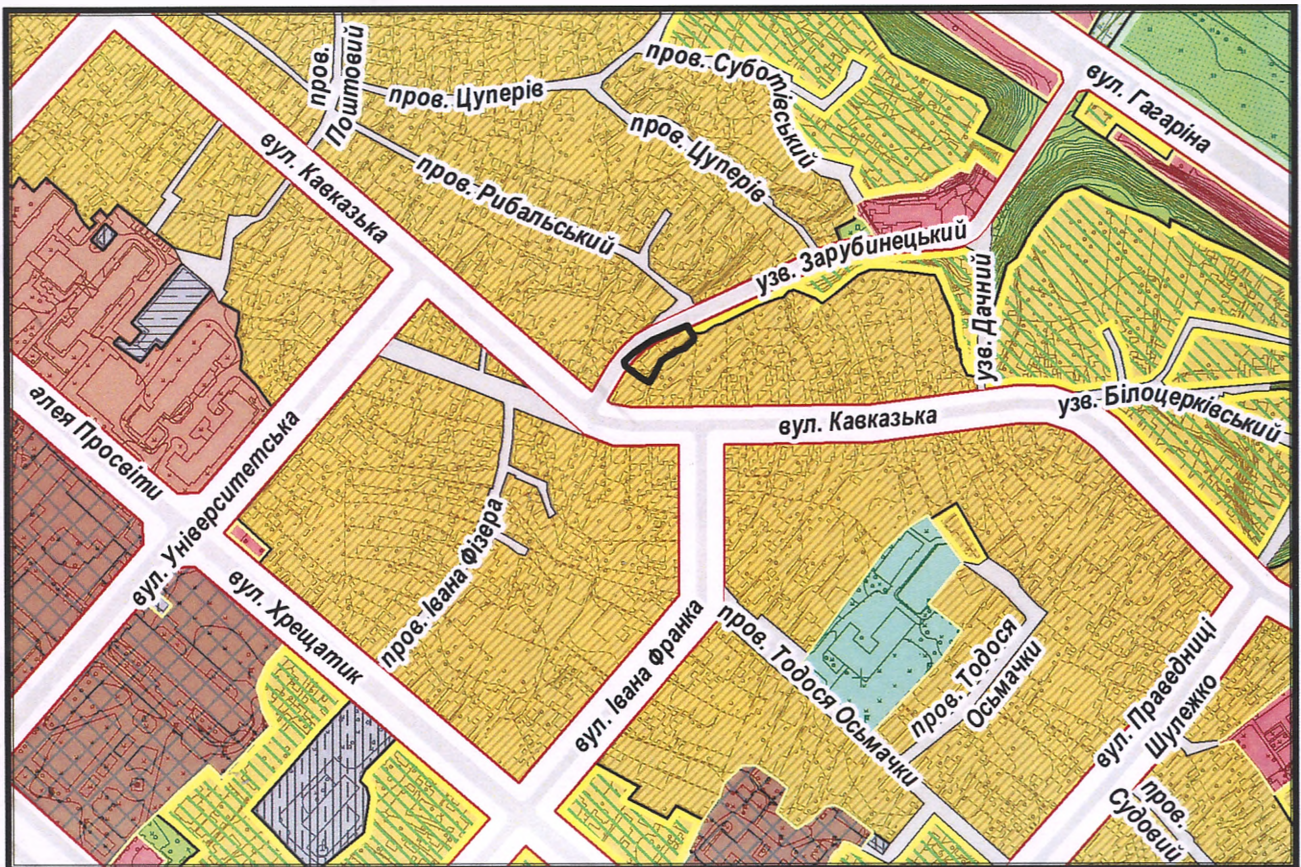 пров.
Поштовий
пров. Суботівський
вул. Гагаріна
пров. Цуперів
пров. Цуперів
вул. Кавказька
пров. Рибальський
узв. Зарубинецький
узв. Дачний
алея Просвіти
вул. Кавказька
узв. Білоцерківський
вул. Університетська
пров. Івана Фізера
вул. Хрещатик
вул. Івана Франка
пров. Тодося Осьмачки
пров. Тодося
Осьмачки
вул. Праведниці
Шулежко
пров.
Судовий